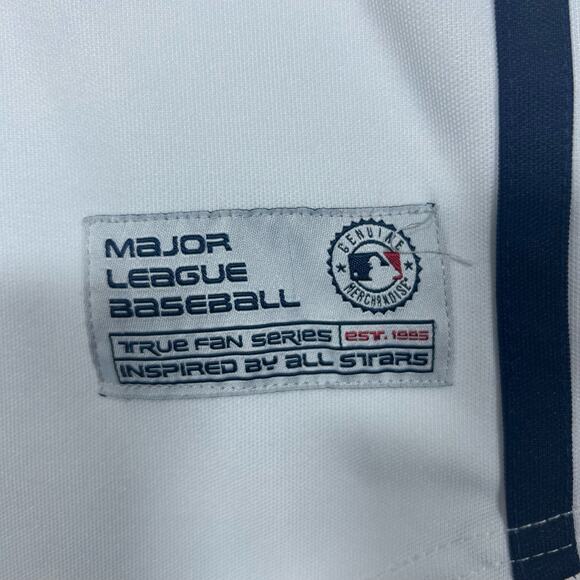 MAJOR
LEAGUE
BASEBALL
GENUINE
MERCHANDISE
TRUE FAN SERIES EST. 1995
INSPIRED BY ALL STARS